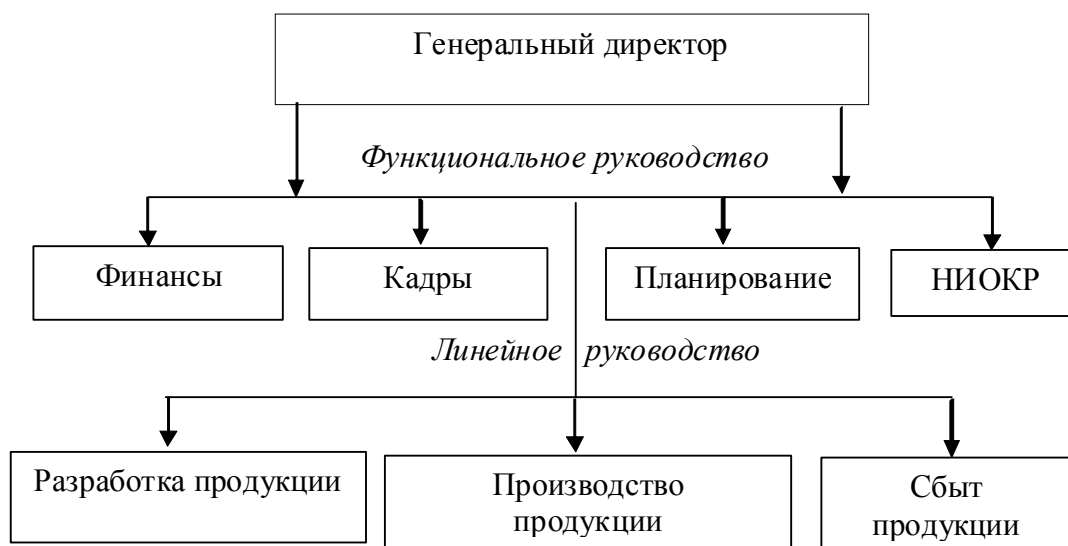 Генеральный директор
Функциональное руководство
Финансы
Кадры
Планирование
НИОКР
Линейное руководство
Разработка продукции
Производство
продукции
Сбыт
продукции